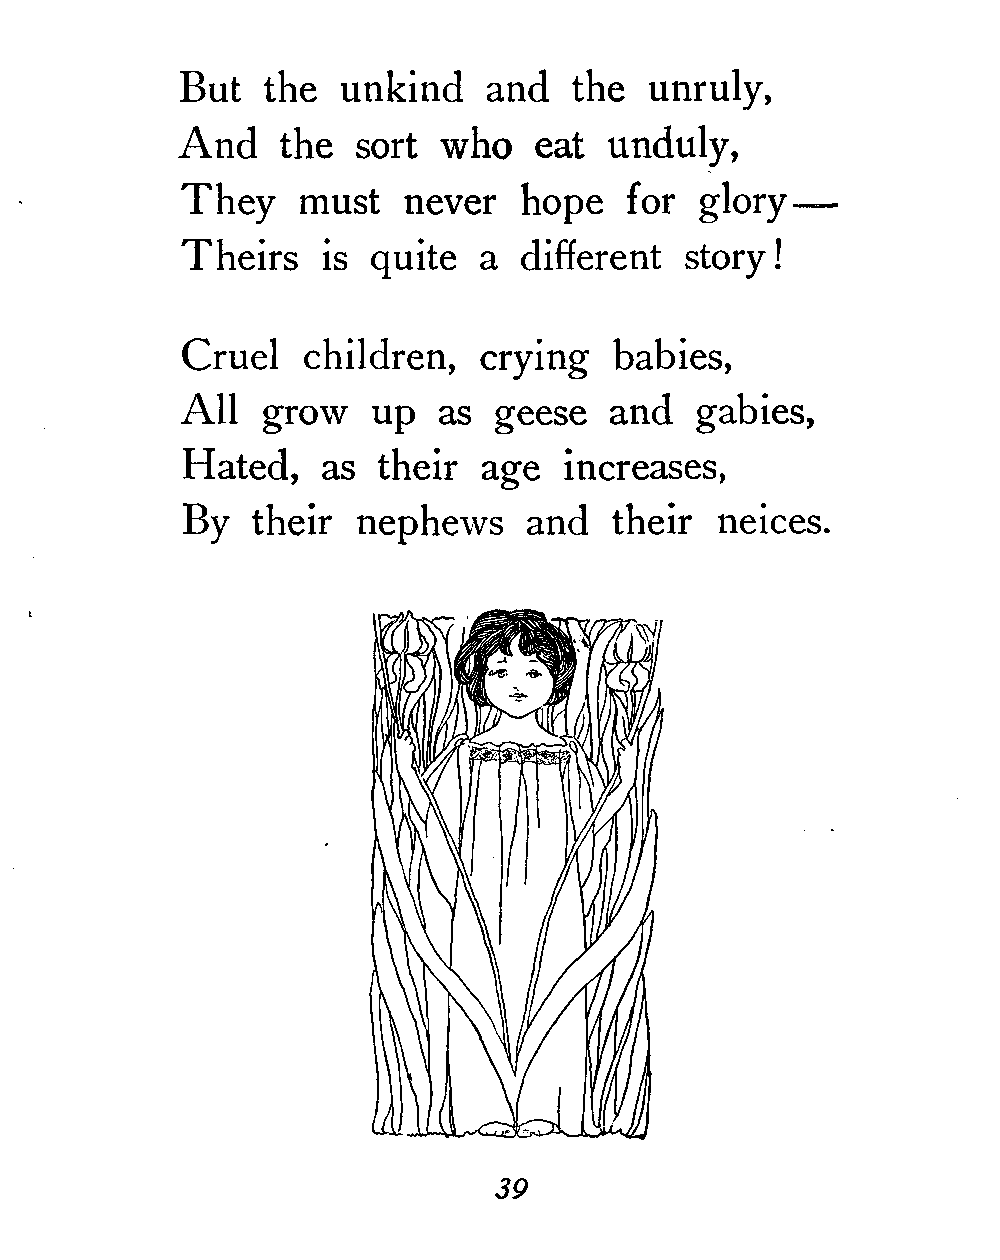 But the unkind and the unruly,
And the sort who eat unduly,
They must never hope for glory—
Theirs is quite a different story!
Cruel children, crying babies,
All grow up as geese and gabies,
Hated, as their age increases,
By their nephews and their neices.
39